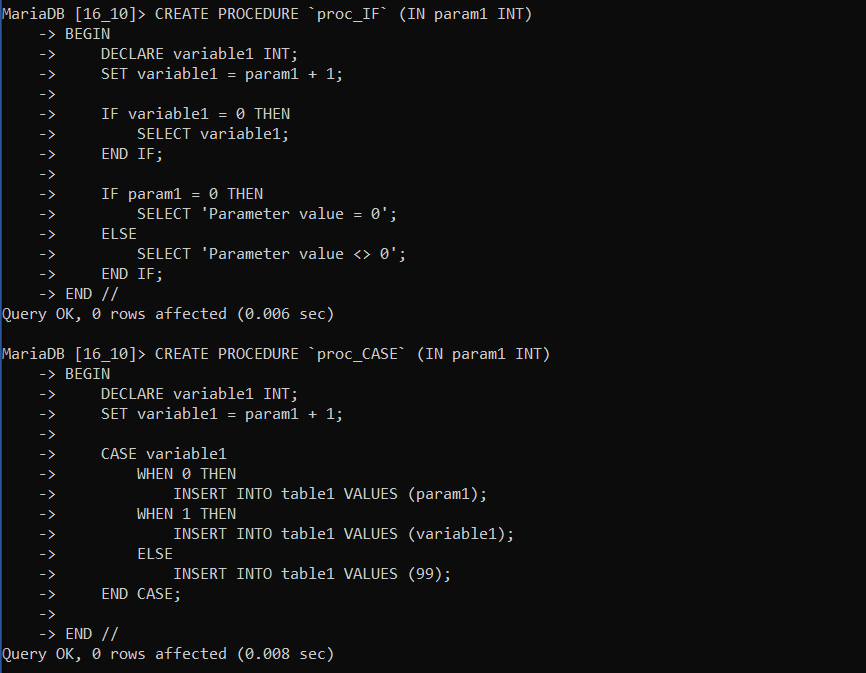 MariaDB [16_10]> CREATE PROCEDURE `proc_IF` (IN param1 INT)
    -> BEGIN
    ->     DECLARE variable1 INT;
    ->     SET variable1 = param1 + 1;
    ->
    ->     IF variable1 = 0 THEN
    ->         SELECT variable1;
    ->     END IF;
    ->
    ->     IF param1 = 0 THEN
    ->         SELECT 'Parameter value = 0';
    ->     ELSE
    ->         SELECT 'Parameter value <> 0';
    ->     END IF;
    -> END //
Query OK, 0 rows affected (0.006 sec)

MariaDB [16_10]> CREATE PROCEDURE `proc_CASE` (IN param1 INT)
    -> BEGIN
    ->     DECLARE variable1 INT;
    ->     SET variable1 = param1 + 1;
    ->
    ->     CASE variable1
    ->         WHEN 0 THEN
    ->             INSERT INTO table1 VALUES (param1);
    ->         WHEN 1 THEN
    ->             INSERT INTO table1 VALUES (variable1);
    ->         ELSE
    ->             INSERT INTO table1 VALUES (99);
    ->     END CASE;
    ->
    -> END //
Query OK, 0 rows affected (0.008 sec)